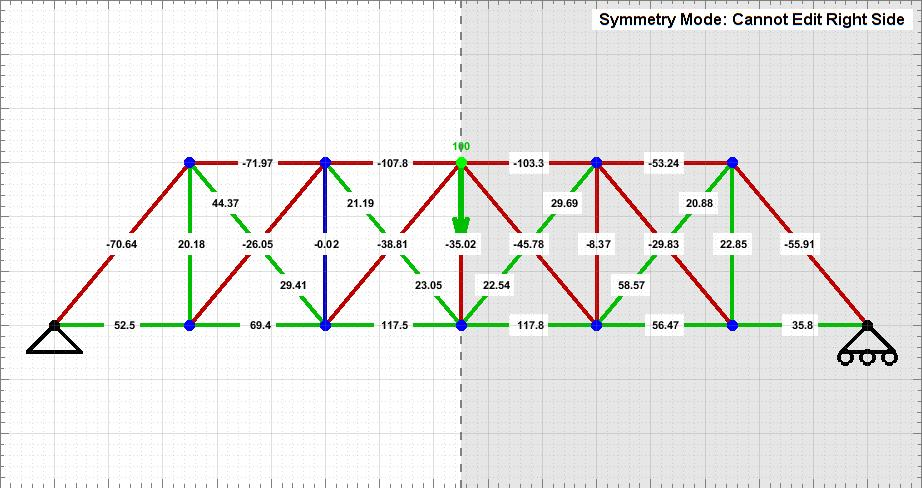 Symmetry Mode: Cannot Edit Right Side
100
-71.97 -107.8 -103.3 -53.24
44.37 21.19 29.69 20.88
-70.64 20.18 -26.05 -0.02 -38.81 -35.02 -45.78 -8.37 -29.83 22.85 -55.91
29.41 23.05 22.54 58.57
52.5 69.4 117.5 117.8 56.47 35.8